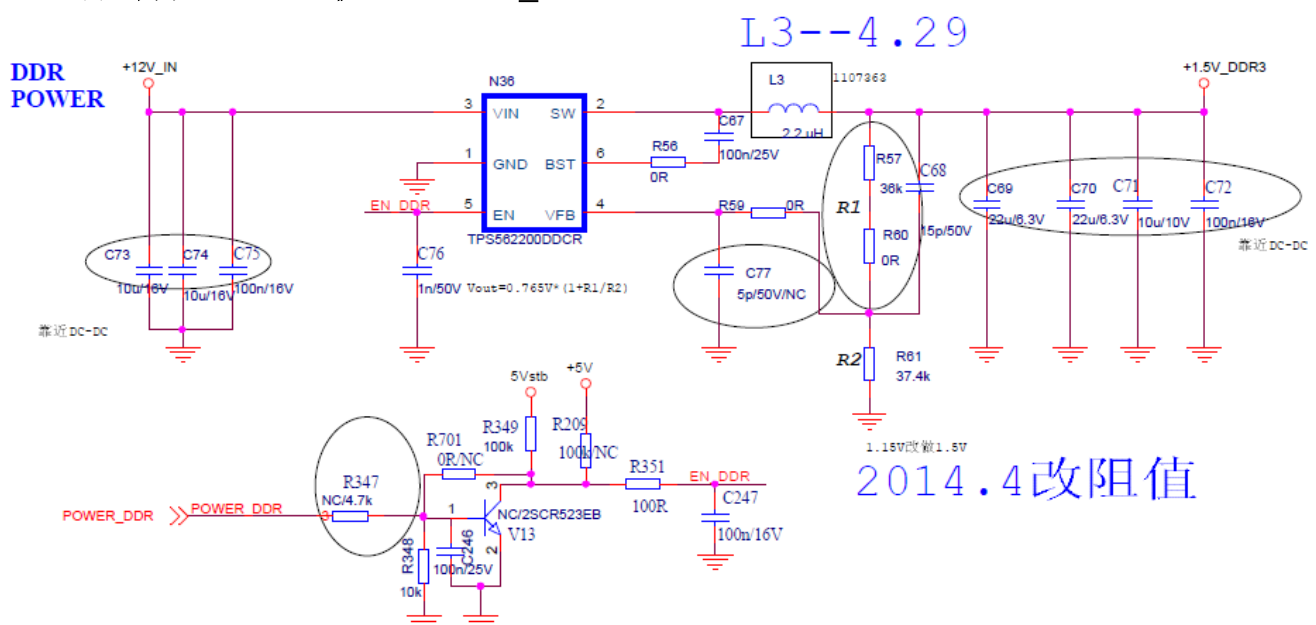 L3--4.29
DDR
POWER
+12V_IN
N36
L3
1107363
+1.5V_DDR3
3
VIN
SW
2
C67
2.2 uH
100n/25V
1
GND
BST
6
R56
0R
R57
36k
C68
15p/50V
EN_DDR
5
EN
VFB
4
R59
0R
R1
R60
0R
C69
22u/6.3V
C70
22u/6.3V
C71
10u/10V
C72
100n/16V
靠近DC-DC
TPS562200DDCR
C73
10u/16V
C74
10u/16V
C75
100n/16V
C76
1n/50V
Vout=0.765V*(1+R1/R2)
C77
5p/50V/NC
靠近DC-DC
R2
R61
37.4k
5Vstb
+5V
R349
100k
R209
100k/NC
1.15V改做1.5V
2014.4改阻值
R701
0R/NC
R351
100R
EN_DDR
R347
NC/4.7k
3
C247
100n/16V
POWER_DDR
POWER_DDR
3
1
NC/2SCR523EB
V13
2
R348
10k
C246
100n/25V